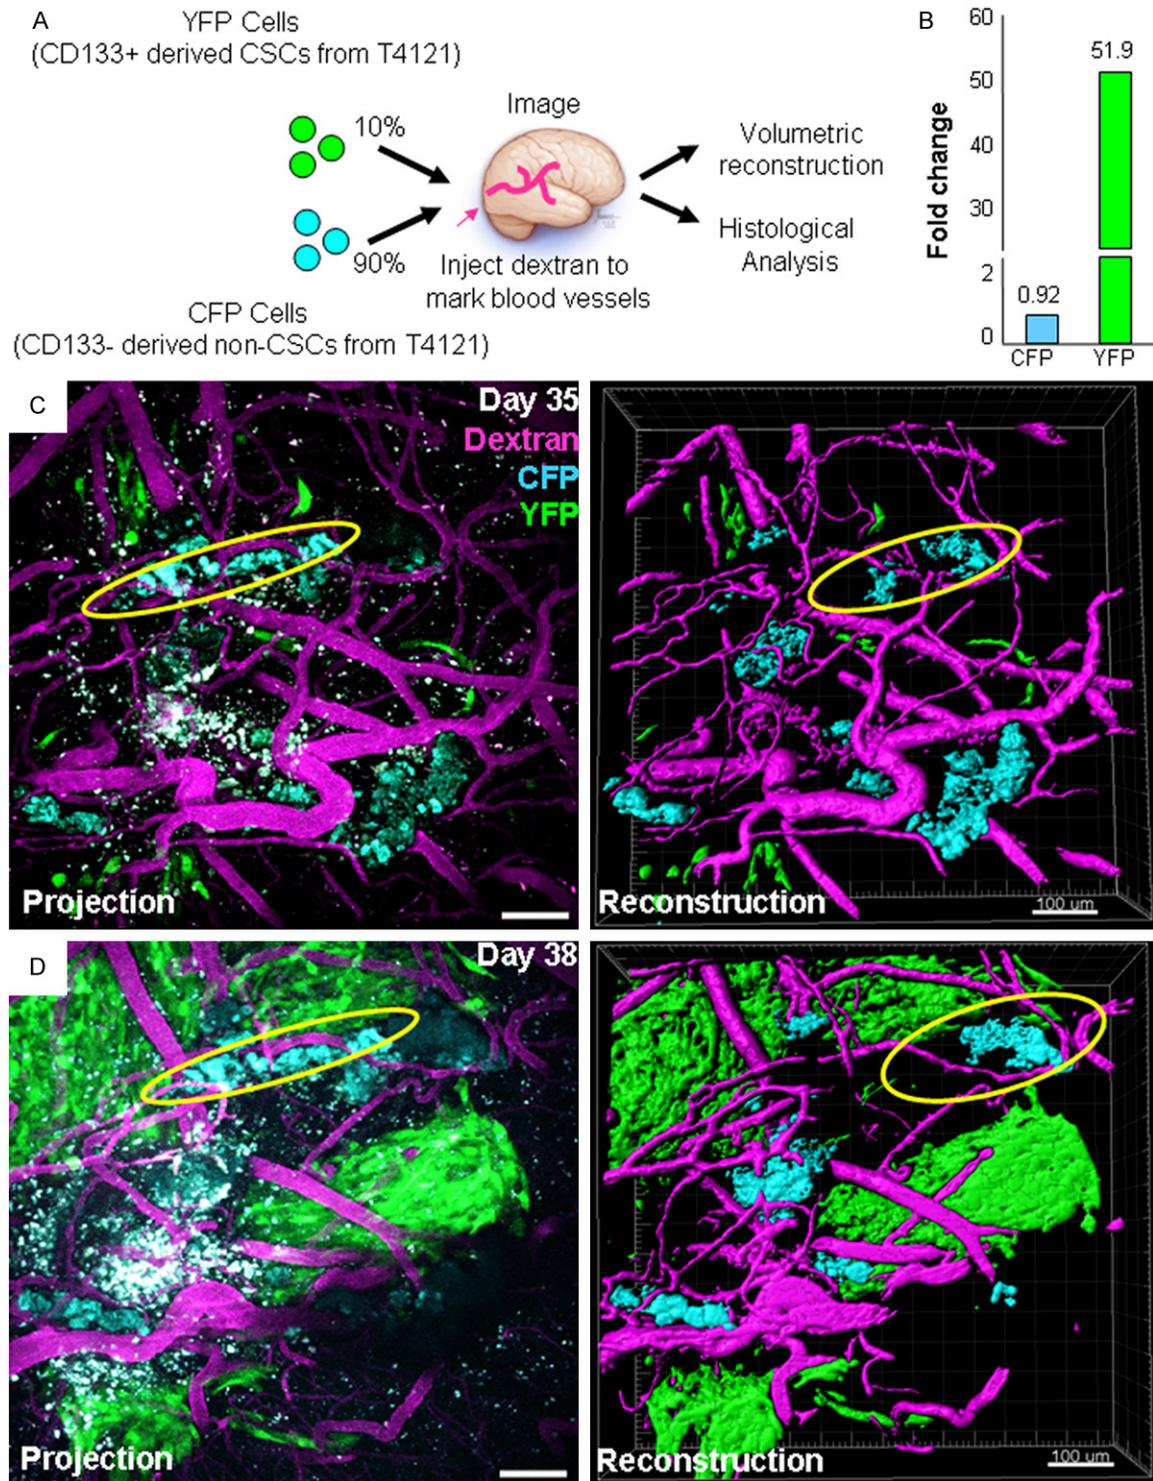 A
YFP Cells
(CD133+ derived CSCs from T4121)
10%
90%
Image
Inject dextran to
mark blood vessels
Volumetric
reconstruction
Histological
Analysis
CFP Cells
(CD133- derived non-CSCs from T4121)
B
Fold change
60
50
40
30
2
0
51.9
0.92
CFP
YFP
C
Day 35
Dextran
CFP
YFP
Projection
Reconstruction
100 um
D
Day 38
Projection
Reconstruction
100 um